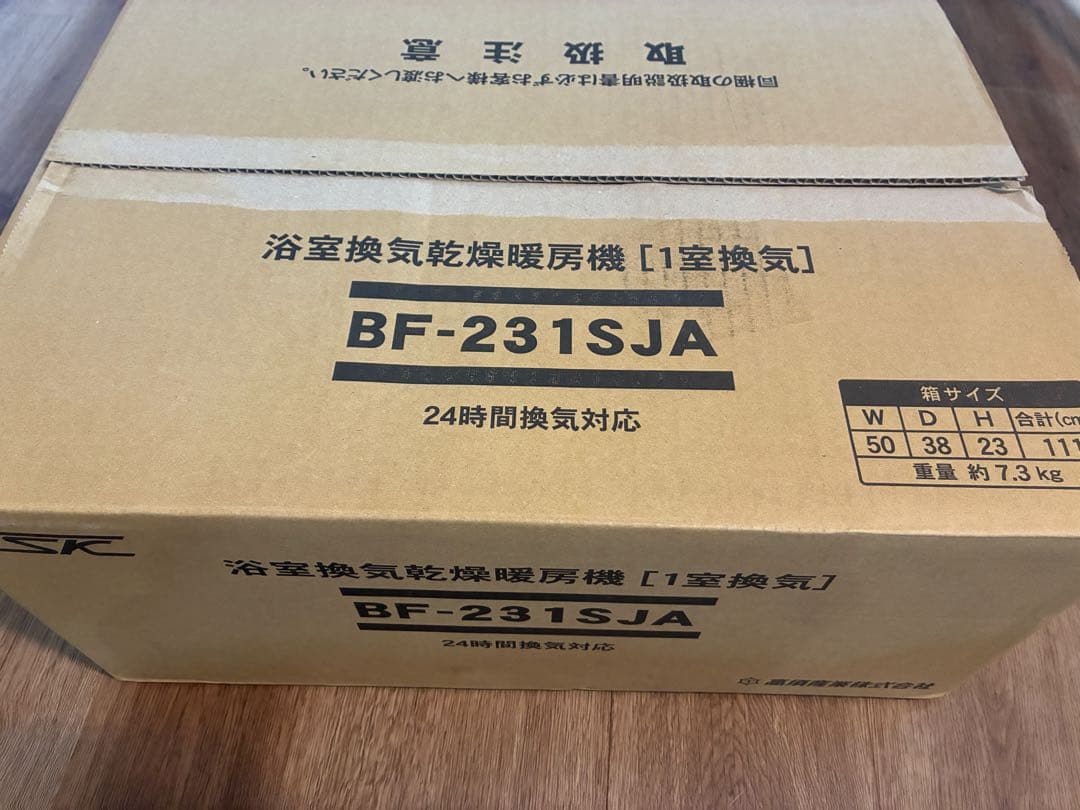 取扱注意
同梱の取扱説明書は必ずお客様へお渡しください。
浴室換気乾燥暖房機［1室換気］
BF-231SJA
24時間換気対応
箱サイズ
W D H 合計(cm
50 38 23 111
重量 約7.3kg
SK
浴室換気乾燥暖房機［1室換気］
BF-231SJA
24時間換気対応
高須産業株式会社